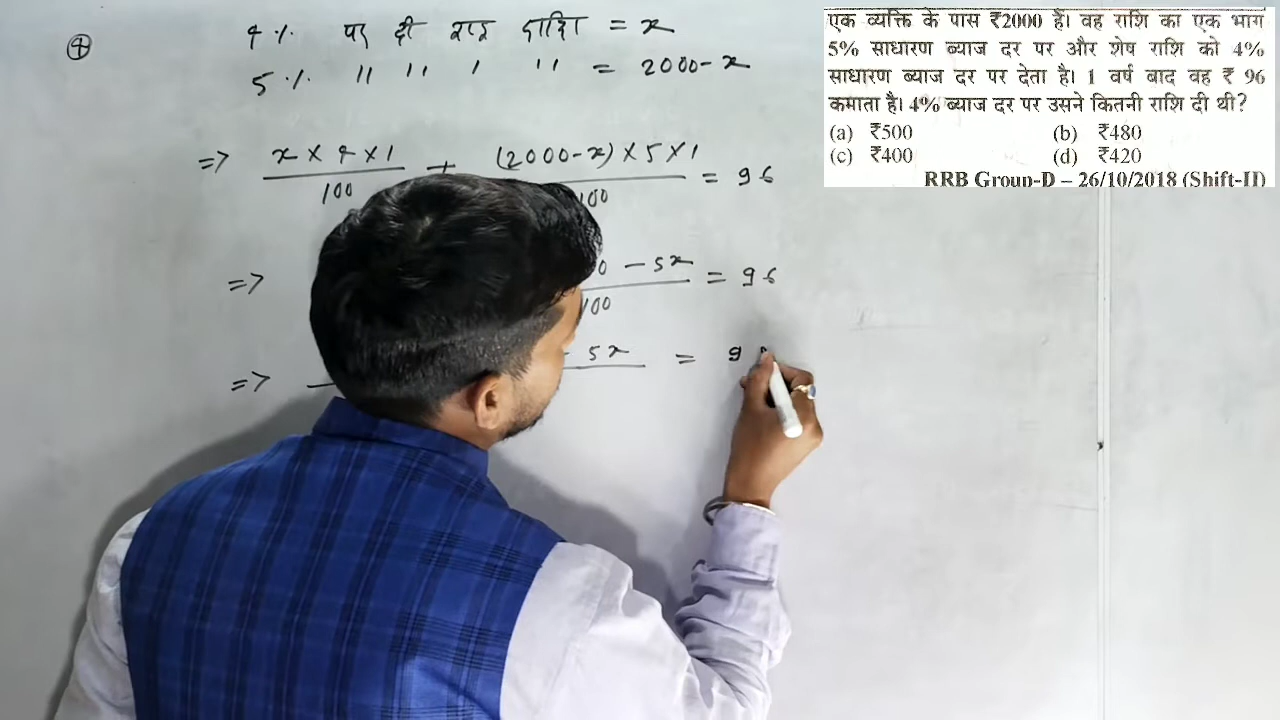 ④ 4% पर दी गई राशि = x
5% " " " " = 2000-x
=> x × 4 × 1 / 100 + (2000-x) × 5 × 1 / 100 = 96
=> 0 - 5x / 100 = 96
=> - 5x = 9
एक व्यक्ति के पास ₹2000 हैं। वह राशि का एक भाग
5% साधारण ब्याज दर पर और शेष राशि को 4%
साधारण ब्याज दर पर देता है। 1 वर्ष बाद वह ₹ 96
कमाता है। 4% ब्याज दर पर उसने कितनी राशि दी थी?
(a) ₹500 (b) ₹480
(c) ₹400 (d) ₹420
RRB Group-D – 26/10/2018 (Shift-II)